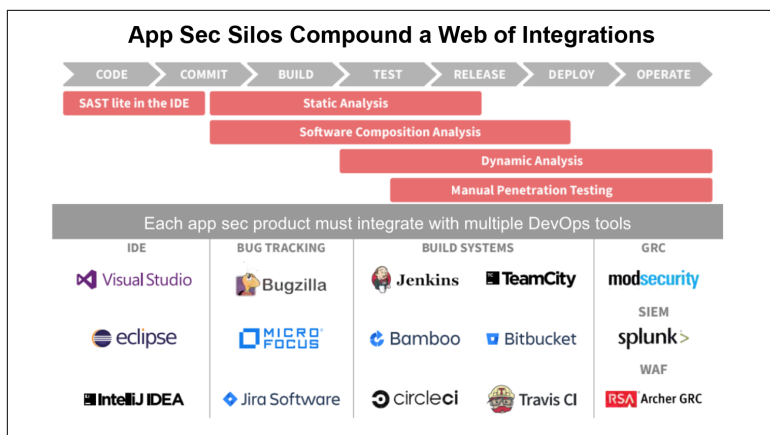 App Sec Silos Compound a Web of Integrations
CODE COMMIT BUILD TEST RELEASE DEPLOY OPERATE
SAST lite in the IDE Static Analysis
Software Composition Analysis
Dynamic Analysis
Manual Penetration Testing
Each app sec product must integrate with multiple DevOps tools
IDE BUG TRACKING BUILD SYSTEMS GRC
Visual Studio Bugzilla Jenkins TeamCity modsecurity
SIEM
eclipse MICRO FOCUS Bamboo Bitbucket splunk>
WAF
IntelliJ IDEA Jira Software circleci Travis CI RSA Archer GRC